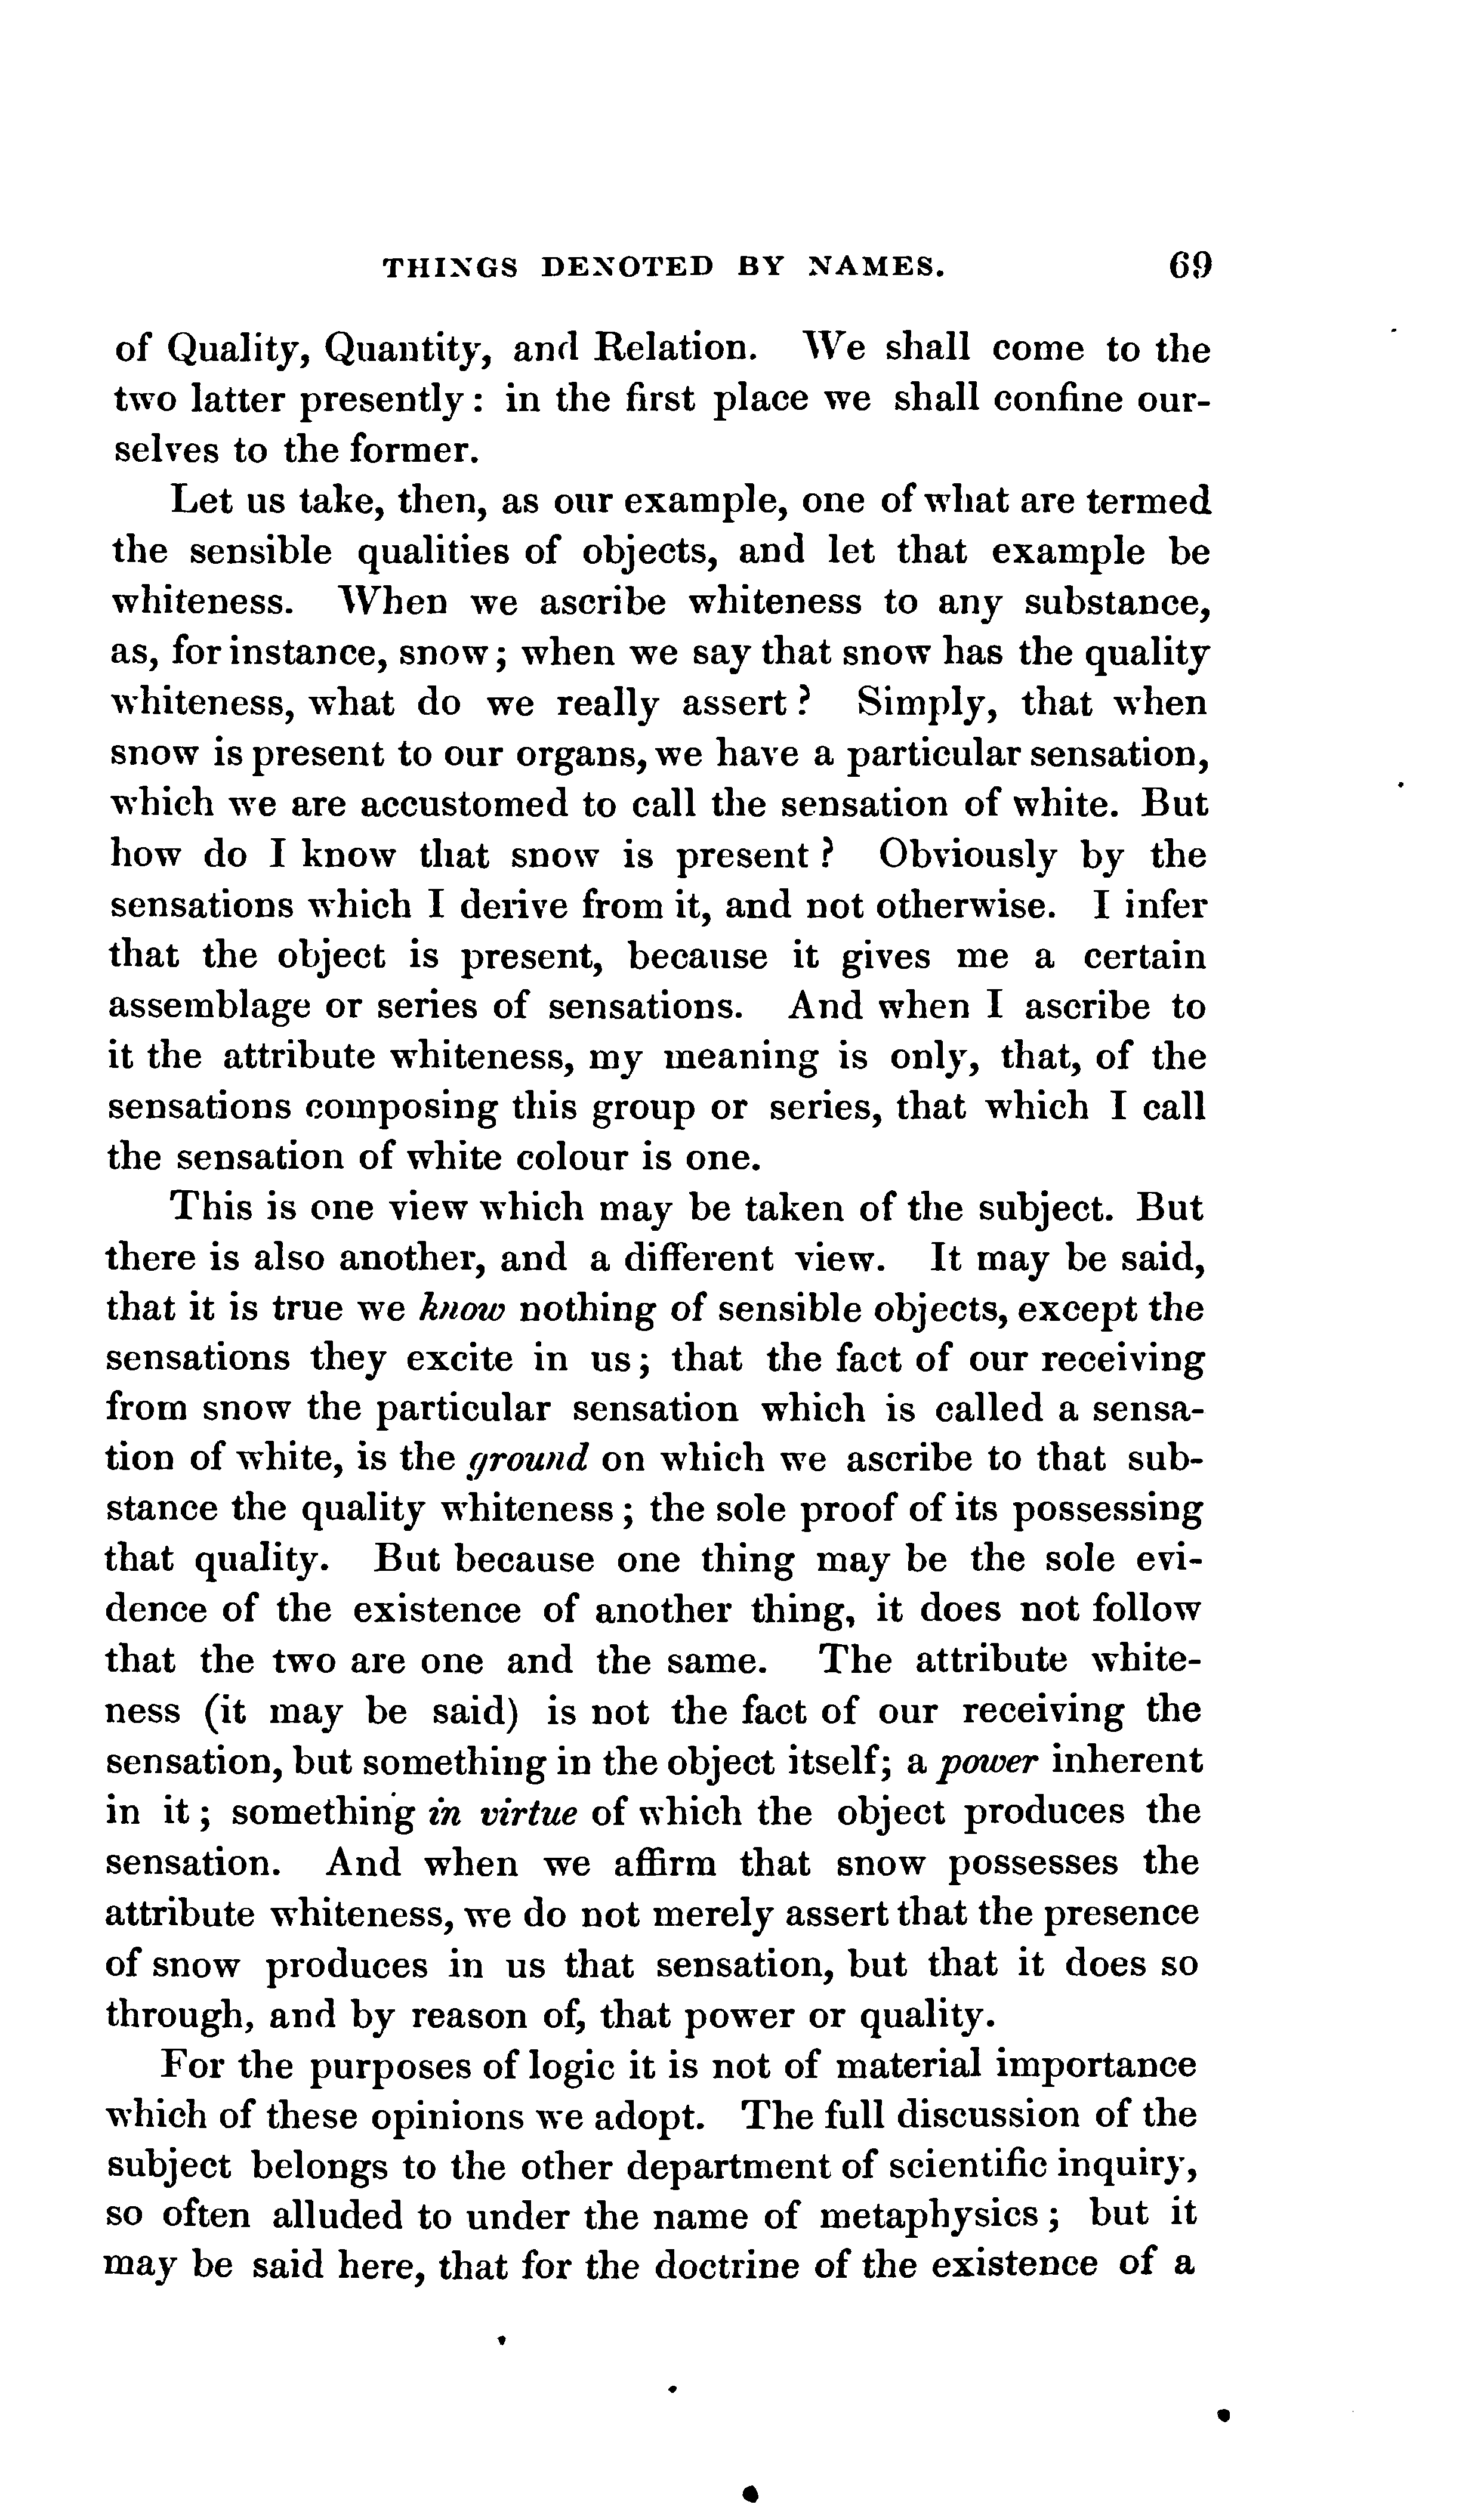 THINGS DENOTED BY NAMES. 69
of Quality, Quantity, and Relation. We shall come to the
two latter presently: in the first place we shall confine our-
selves to the former.
Let us take, then, as our example, one of what are termed
the sensible qualities of objects, and let that example be
whiteness. When we ascribe whiteness to any substance,
as, for instance, snow; when we say that snow has the quality
whiteness, what do we really assert? Simply, that when
snow is present to our organs, we have a particular sensation,
which we are accustomed to call the sensation of white. But
how do I know that snow is present? Obviously by the
sensations which I derive from it, and not otherwise. I infer
that the object is present, because it gives me a certain
assemblage or series of sensations. And when I ascribe to
it the attribute whiteness, my meaning is only, that, of the
sensations composing this group or series, that which I call
the sensation of white colour is one.
This is one view which may be taken of the subject. But
there is also another, and a different view. It may be said,
that it is true we know nothing of sensible objects, except the
sensations they excite in us; that the fact of our receiving
from snow the particular sensation which is called a sensa-
tion of white, is the ground on which we ascribe to that sub-
stance the quality whiteness; the sole proof of its possessing
that quality. But because one thing may be the sole evi-
dence of the existence of another thing, it does not follow
that the two are one and the same. The attribute white-
ness (it may be said) is not the fact of our receiving the
sensation, but something in the object itself; a power inherent
in it; something in virtue of which the object produces the
sensation. And when we affirm that snow possesses the
attribute whiteness, we do not merely assert that the presence
of snow produces in us that sensation, but that it does so
through, and by reason of, that power or quality.
For the purposes of logic it is not of material importance
which of these opinions we adopt. The full discussion of the
subject belongs to the other department of scientific inquiry,
so often alluded to under the name of metaphysics; but it
may be said here, that for the doctrine of the existence of a